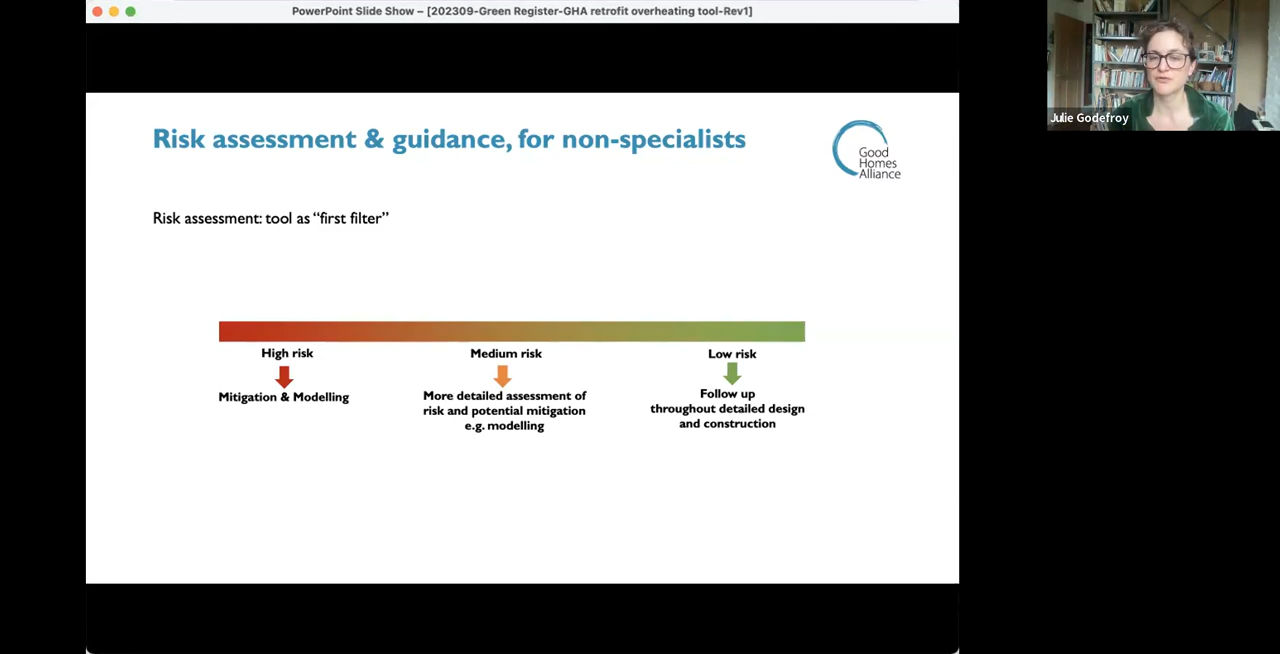 PowerPoint Slide Show – [202309-Green Register-GHA retrofit overheating tool-Rev1]
Julie Godefroy
Risk assessment & guidance, for non-specialists
Good
Homes
Alliance
Risk assessment: tool as “first filter”
High risk
Mitigation & Modelling
Medium risk
More detailed assessment of
risk and potential mitigation
e.g. modelling
Low risk
Follow up
throughout detailed design
and construction